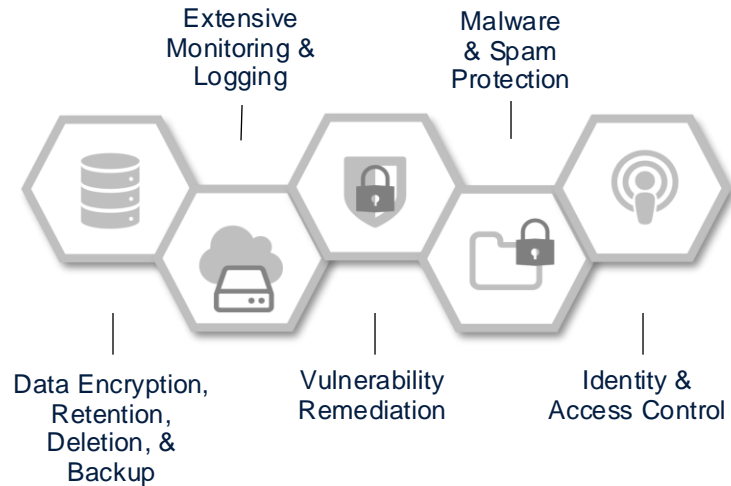 Extensive
Monitoring &
Logging
Malware
& Spam
Protection
Data Encryption,
Retention,
Deletion, &
Backup
Vulnerability
Remediation
Identity &
Access Control